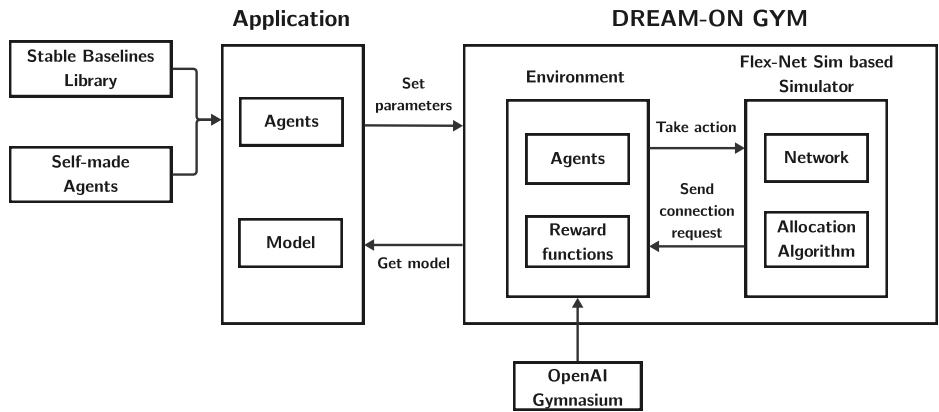 Application
DREAM-ON GYM
Stable Baselines
Library
Self-made
Agents
Agents
Model
Set
parameters
Get model
Environment
Agents
Reward
functions
Take action
Send
connection
request
Flex-Net Sim based
Simulator
Network
Allocation
Algorithm
OpenAI
Gymnasium